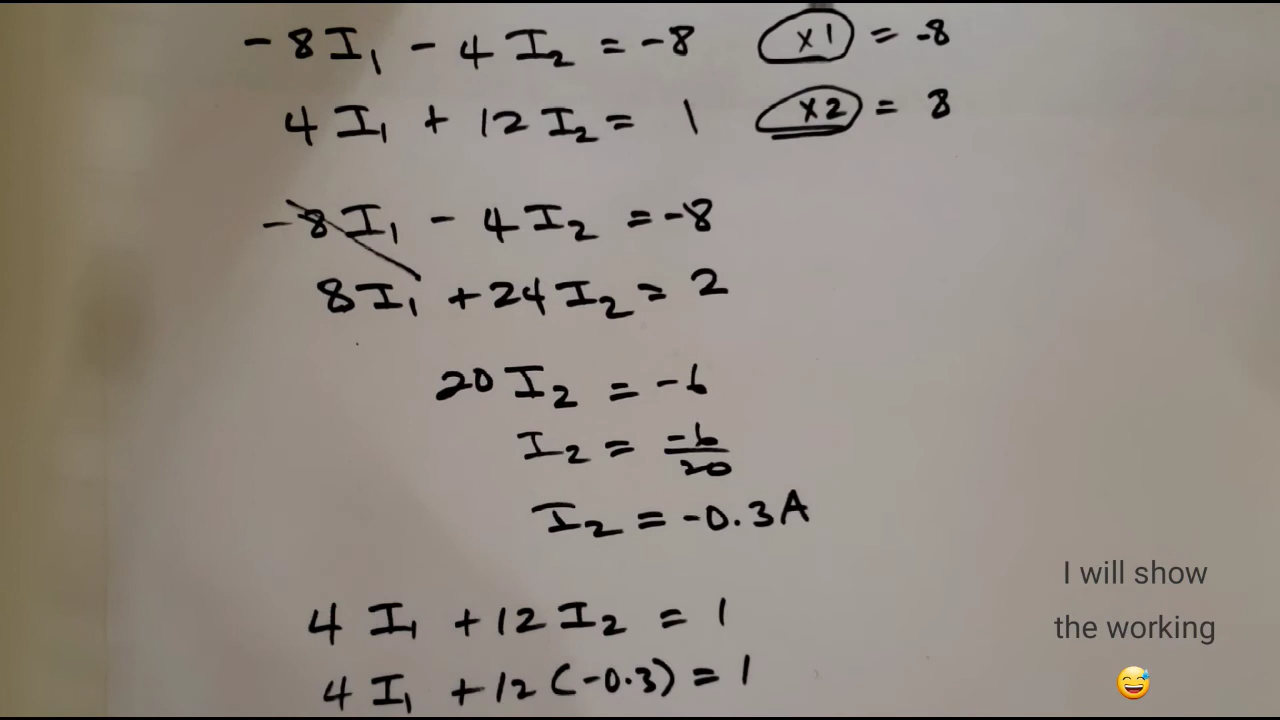 -8I₁ - 4I₂ = -8 x1 = -8
4I₁ + 12I₂ = 1 x2 = 8
-8I₁ - 4I₂ = -8
8I₁ + 24I₂ = 2
20I₂ = -6
I₂ = -6/20
I₂ = -0.3A
4I₁ + 12I₂ = 1
4I₁ + 12(-0.3) = 1
I will show
the working
😅